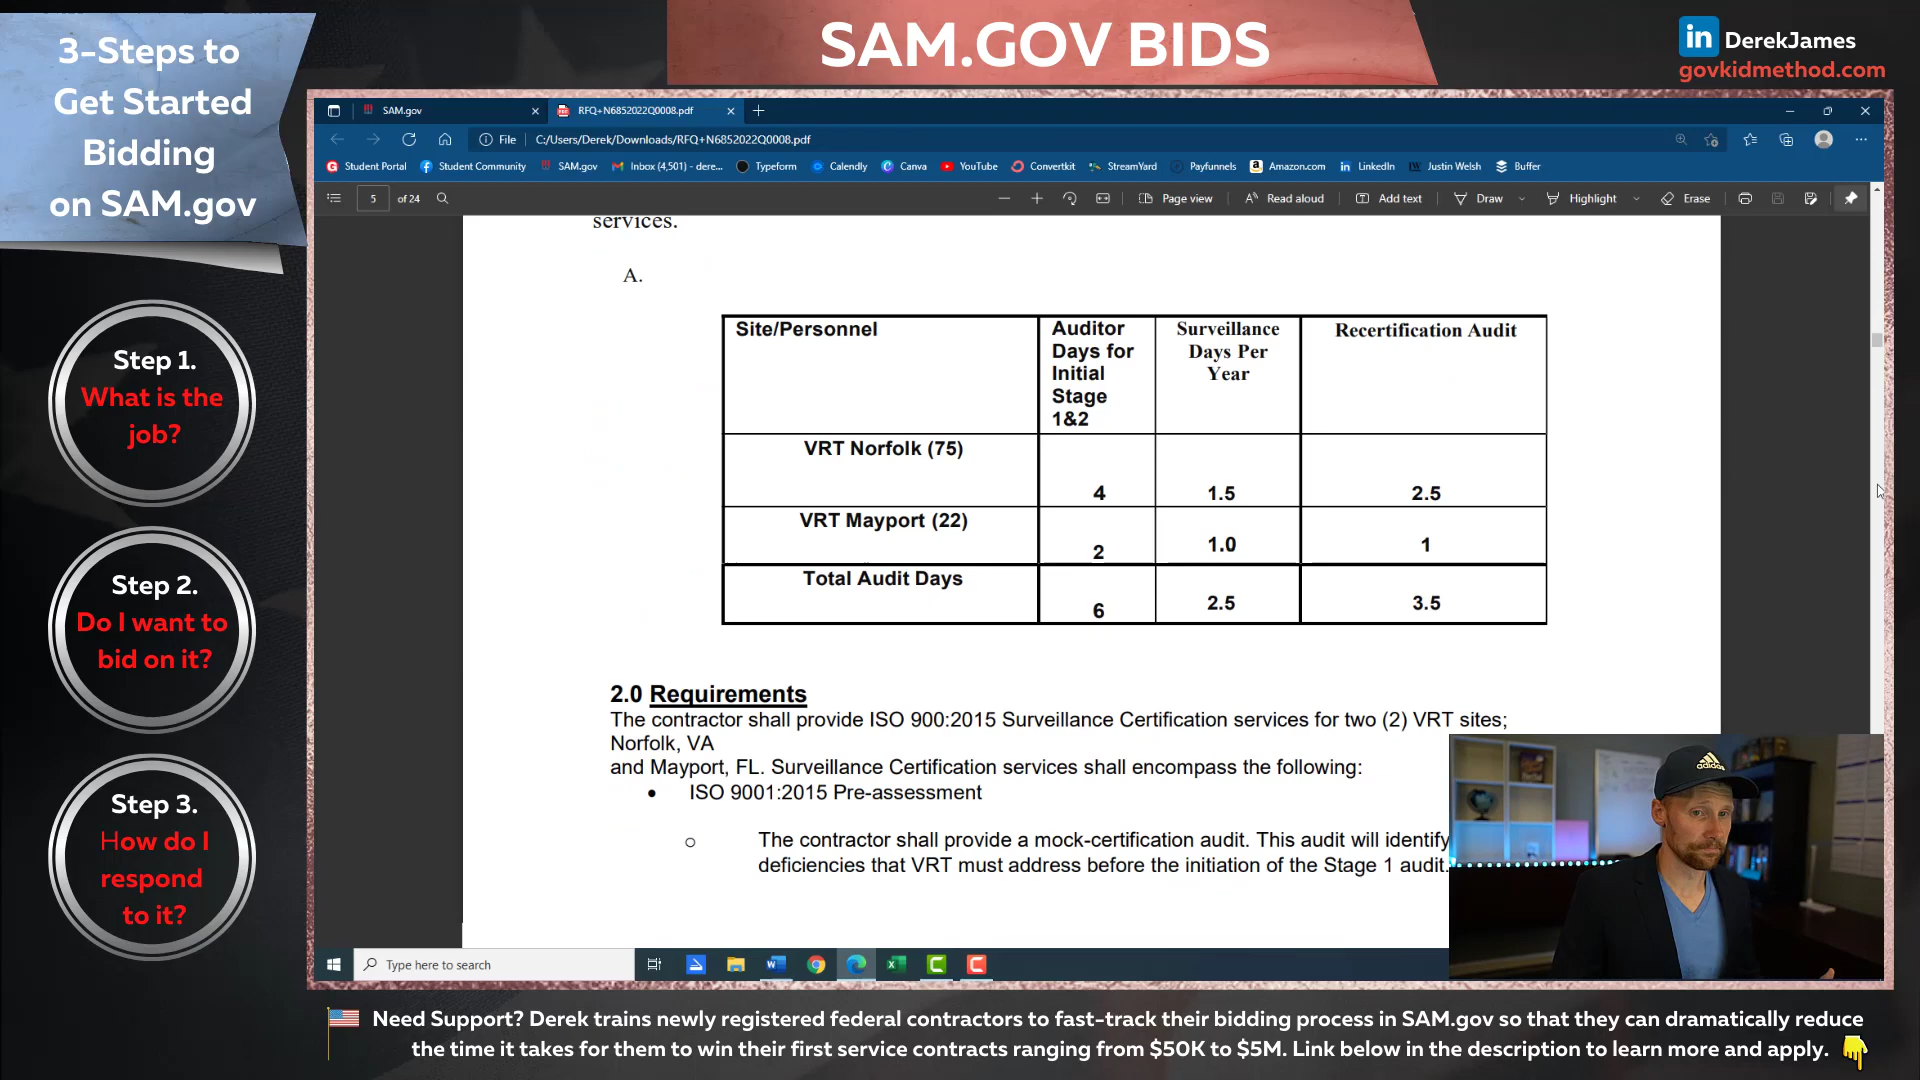 3-Steps to
Get Started
Bidding
on SAM.gov
SAM.GOV BIDS
in DerekJames
govkidmethod.com
Step 1.
What is the
job?
Step 2.
Do I want to
bid on it?
Step 3.
How do I
respond
to it?
SAM.gov
RFQ+N6852022Q0008.pdf
File C:/Users/Derek/Downloads/RFQ+N6852022Q0008.pdf
Student Portal Student Community SAM.gov Inbox (4,501) - dere... Typeform Calendly Canva YouTube Convertkit StreamYard Payfunnels Amazon.com LinkedIn Justin Welsh Buffer
5 of 24 Page view Read aloud Add text Draw Highlight Erase
services.
A.
Site/Personnel
Auditor
Days for
Initial
Stage
1&2
Surveillance
Days Per
Year
Recertification Audit
VRT Norfolk (75)
4 1.5 2.5
VRT Mayport (22)
2 1.0 1
Total Audit Days
6 2.5 3.5
2.0 Requirements
The contractor shall provide ISO 900:2015 Surveillance Certification services for two (2) VRT sites;
Norfolk, VA
and Mayport, FL. Surveillance Certification services shall encompass the following:
• ISO 9001:2015 Pre-assessment
o The contractor shall provide a mock-certification audit. This audit will identify
deficiencies that VRT must address before the initiation of the Stage 1 audit.
adidas
Type here to search
Need Support? Derek trains newly registered federal contractors to fast-track their bidding process in SAM.gov so that they can dramatically reduce
the time it takes for them to win their first service contracts ranging from $50K to $5M. Link below in the description to learn more and apply.